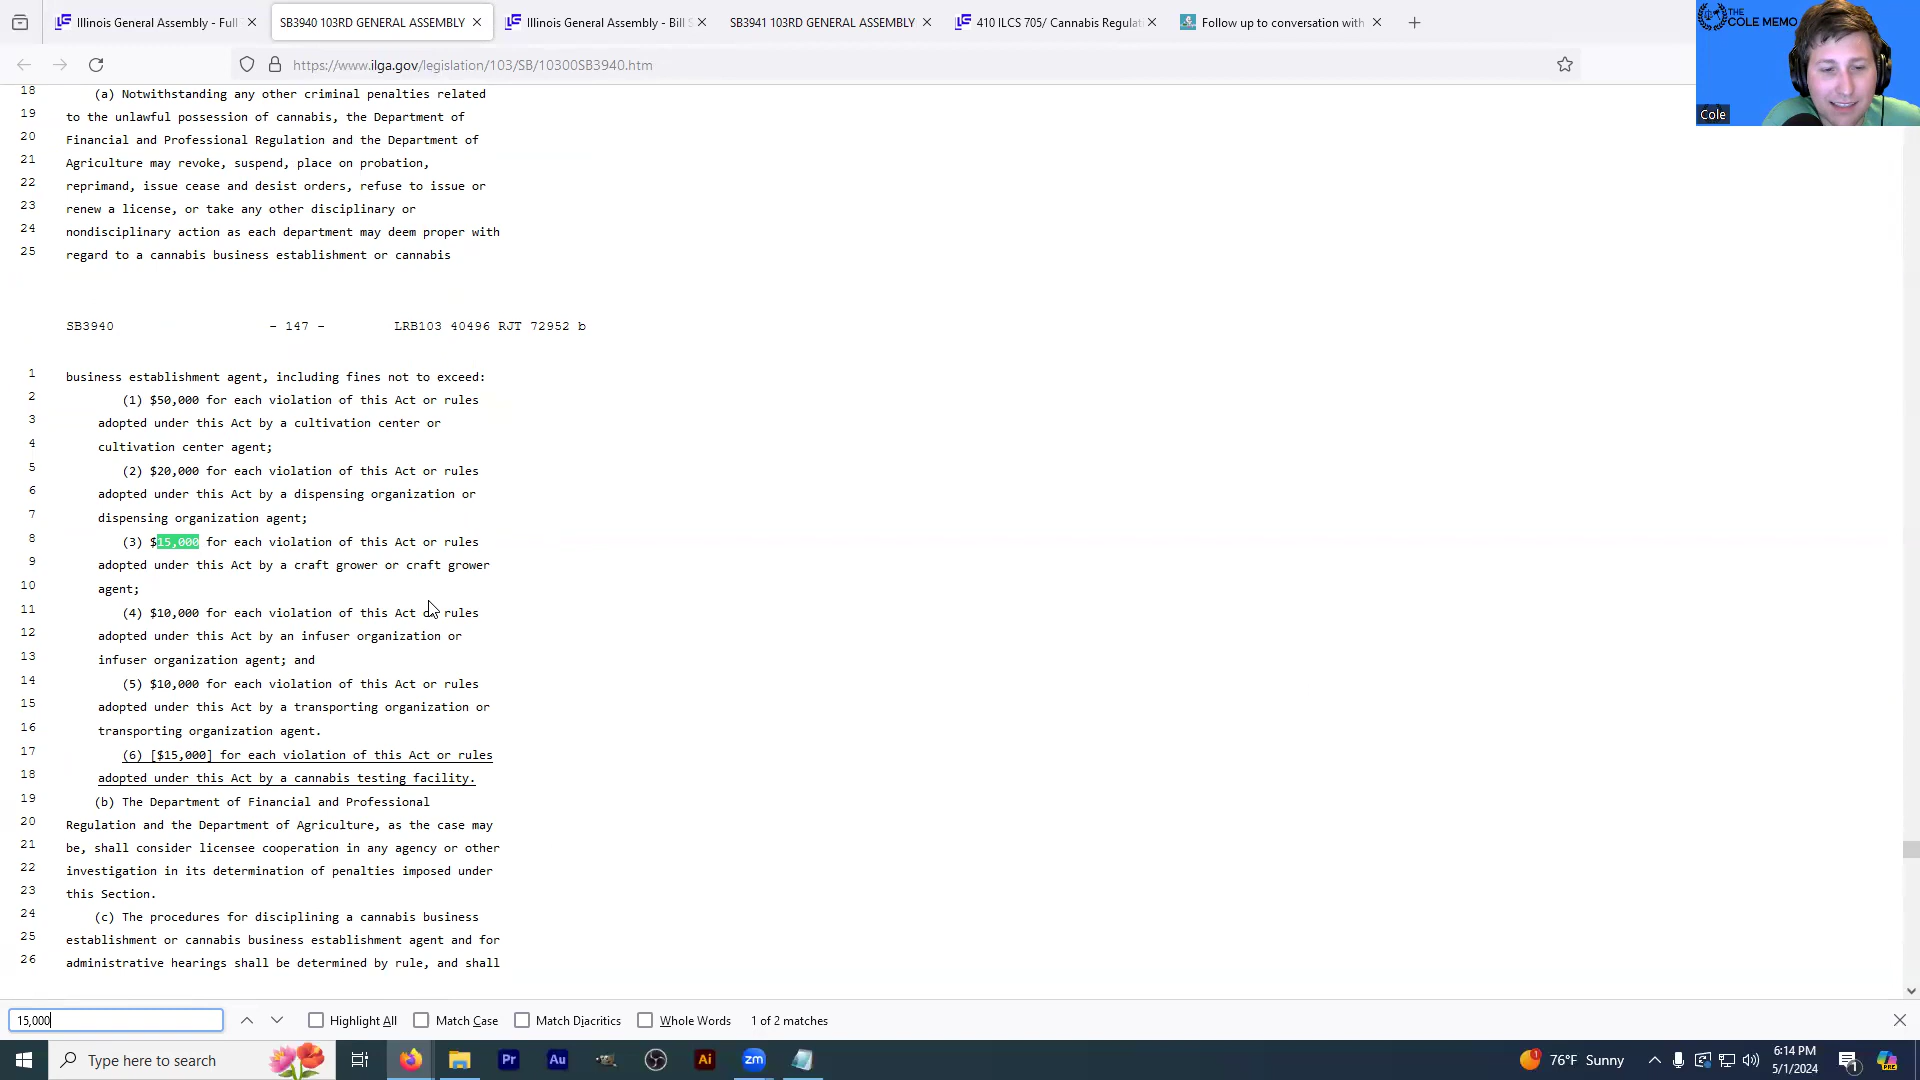 Illinois General Assembly - Full
SB3940 103RD GENERAL ASSEMBLY
Illinois General Assembly - Bill S
SB3941 103RD GENERAL ASSEMBLY
410 ILCS 705/ Cannabis Regulat
Follow up to conversation with
https://www.ilga.gov/legislation/103/SB/10300SB3940.htm
THE
COLE MEMO
Cole
18 (a) Notwithstanding any other criminal penalties related
19 to the unlawful possession of cannabis, the Department of
20 Financial and Professional Regulation and the Department of
21 Agriculture may revoke, suspend, place on probation,
22 reprimand, issue cease and desist orders, refuse to issue or
23 renew a license, or take any other disciplinary or
24 nondisciplinary action as each department may deem proper with
25 regard to a cannabis business establishment or cannabis
SB3940 - 147 - LRB103 40496 RJT 72952 b
1 business establishment agent, including fines not to exceed:
2 (1) $50,000 for each violation of this Act or rules
3 adopted under this Act by a cultivation center or
4 cultivation center agent;
5 (2) $20,000 for each violation of this Act or rules
6 adopted under this Act by a dispensing organization or
7 dispensing organization agent;
8 (3) $15,000 for each violation of this Act or rules
9 adopted under this Act by a craft grower or craft grower
10 agent;
11 (4) $10,000 for each violation of this Act or rules
12 adopted under this Act by an infuser organization or
13 infuser organization agent; and
14 (5) $10,000 for each violation of this Act or rules
15 adopted under this Act by a transporting organization or
16 transporting organization agent.
17 (6) [$15,000] for each violation of this Act or rules
18 adopted under this Act by a cannabis testing facility.
19 (b) The Department of Financial and Professional
20 Regulation and the Department of Agriculture, as the case may
21 be, shall consider licensee cooperation in any agency or other
22 investigation in its determination of penalties imposed under
23 this Section.
24 (c) The procedures for disciplining a cannabis business
25 establishment or cannabis business establishment agent and for
26 administrative hearings shall be determined by rule, and shall
15,000 Highlight All Match Case Match Diacritics Whole Words 1 of 2 matches
Type here to search
Pr
Au
Ai
zm
76°F Sunny
6:14 PM
5/1/2024
1
PRE